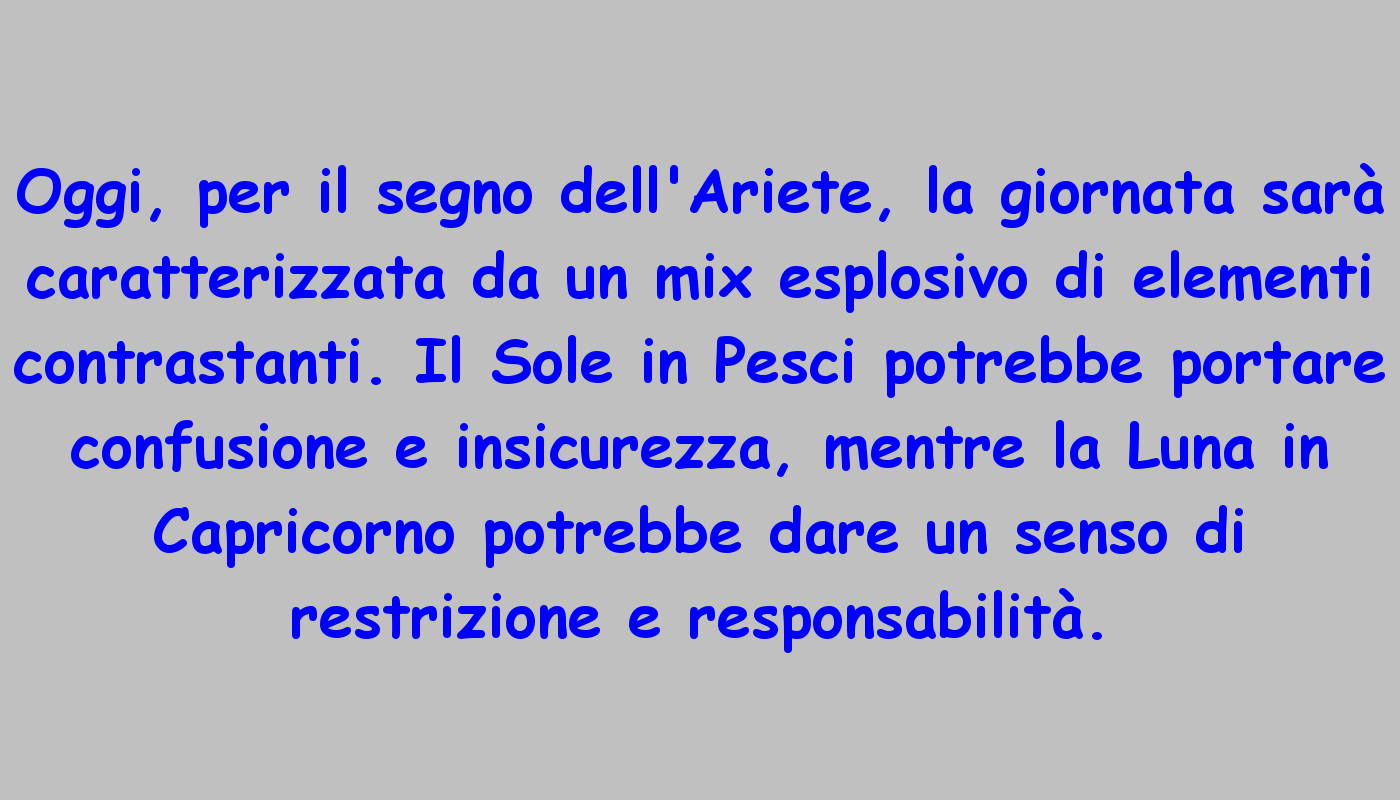 Oggi, per il segno dell'Ariete, la giornata sarà
caratterizzata da un mix esplosivo di elementi
contrastanti. Il Sole in Pesci potrebbe portare
confusione e insicurezza, mentre la Luna in
Capricorno potrebbe dare un senso di
restrizione e responsabilità.